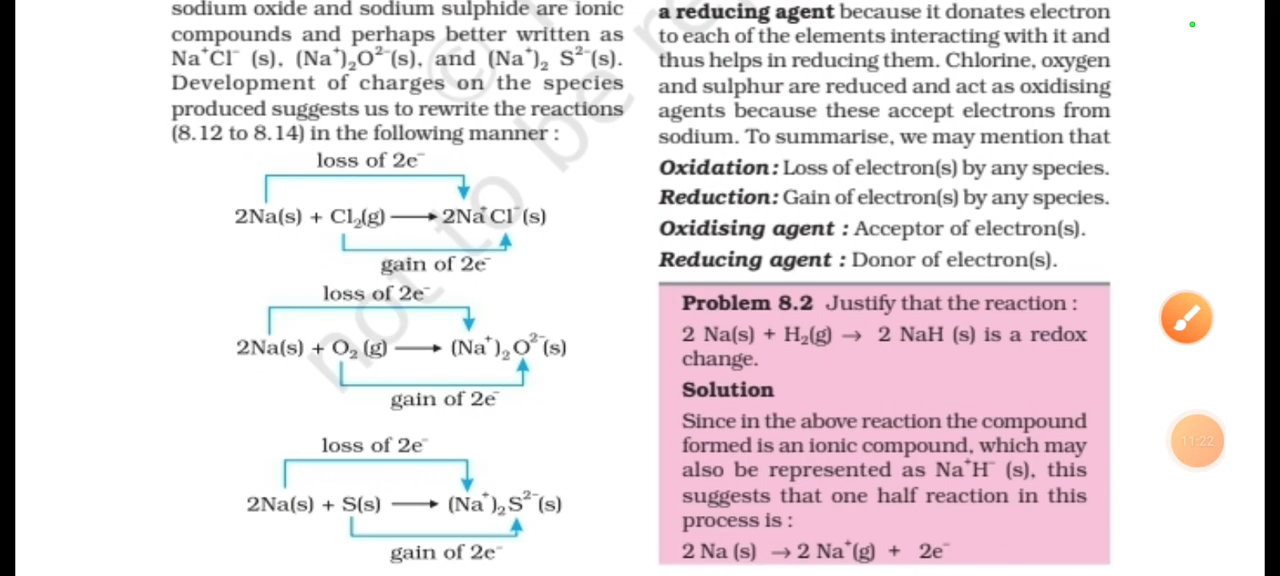 sodium oxide and sodium sulphide are ionic
compounds and perhaps better written as
Na⁺Cl⁻ (s), (Na⁺)₂O²⁻(s), and (Na⁺)₂ S²⁻(s).
Development of charges on the species
produced suggests us to rewrite the reactions
(8.12 to 8.14) in the following manner :
loss of 2e⁻
2Na(s) + Cl₂(g) → 2Na⁺Cl⁻(s)
gain of 2e⁻
loss of 2e⁻
2Na(s) + O₂ (g) → (Na⁺)₂O²⁻(s)
gain of 2e⁻
loss of 2e⁻
2Na(s) + S(s) → (Na⁺)₂S²⁻(s)
gain of 2e⁻
a reducing agent because it donates electron
to each of the elements interacting with it and
thus helps in reducing them. Chlorine, oxygen
and sulphur are reduced and act as oxidising
agents because these accept electrons from
sodium. To summarise, we may mention that
Oxidation: Loss of electron(s) by any species.
Reduction: Gain of electron(s) by any species.
Oxidising agent : Acceptor of electron(s).
Reducing agent : Donor of electron(s).
Problem 8.2 Justify that the reaction :
2 Na(s) + H₂(g) → 2 NaH (s) is a redox
change.
Solution
Since in the above reaction the compound
formed is an ionic compound, which may
also be represented as Na⁺H⁻ (s), this
suggests that one half reaction in this
process is :
2 Na (s) → 2 Na⁺(g) + 2e⁻
11:22
not to be re